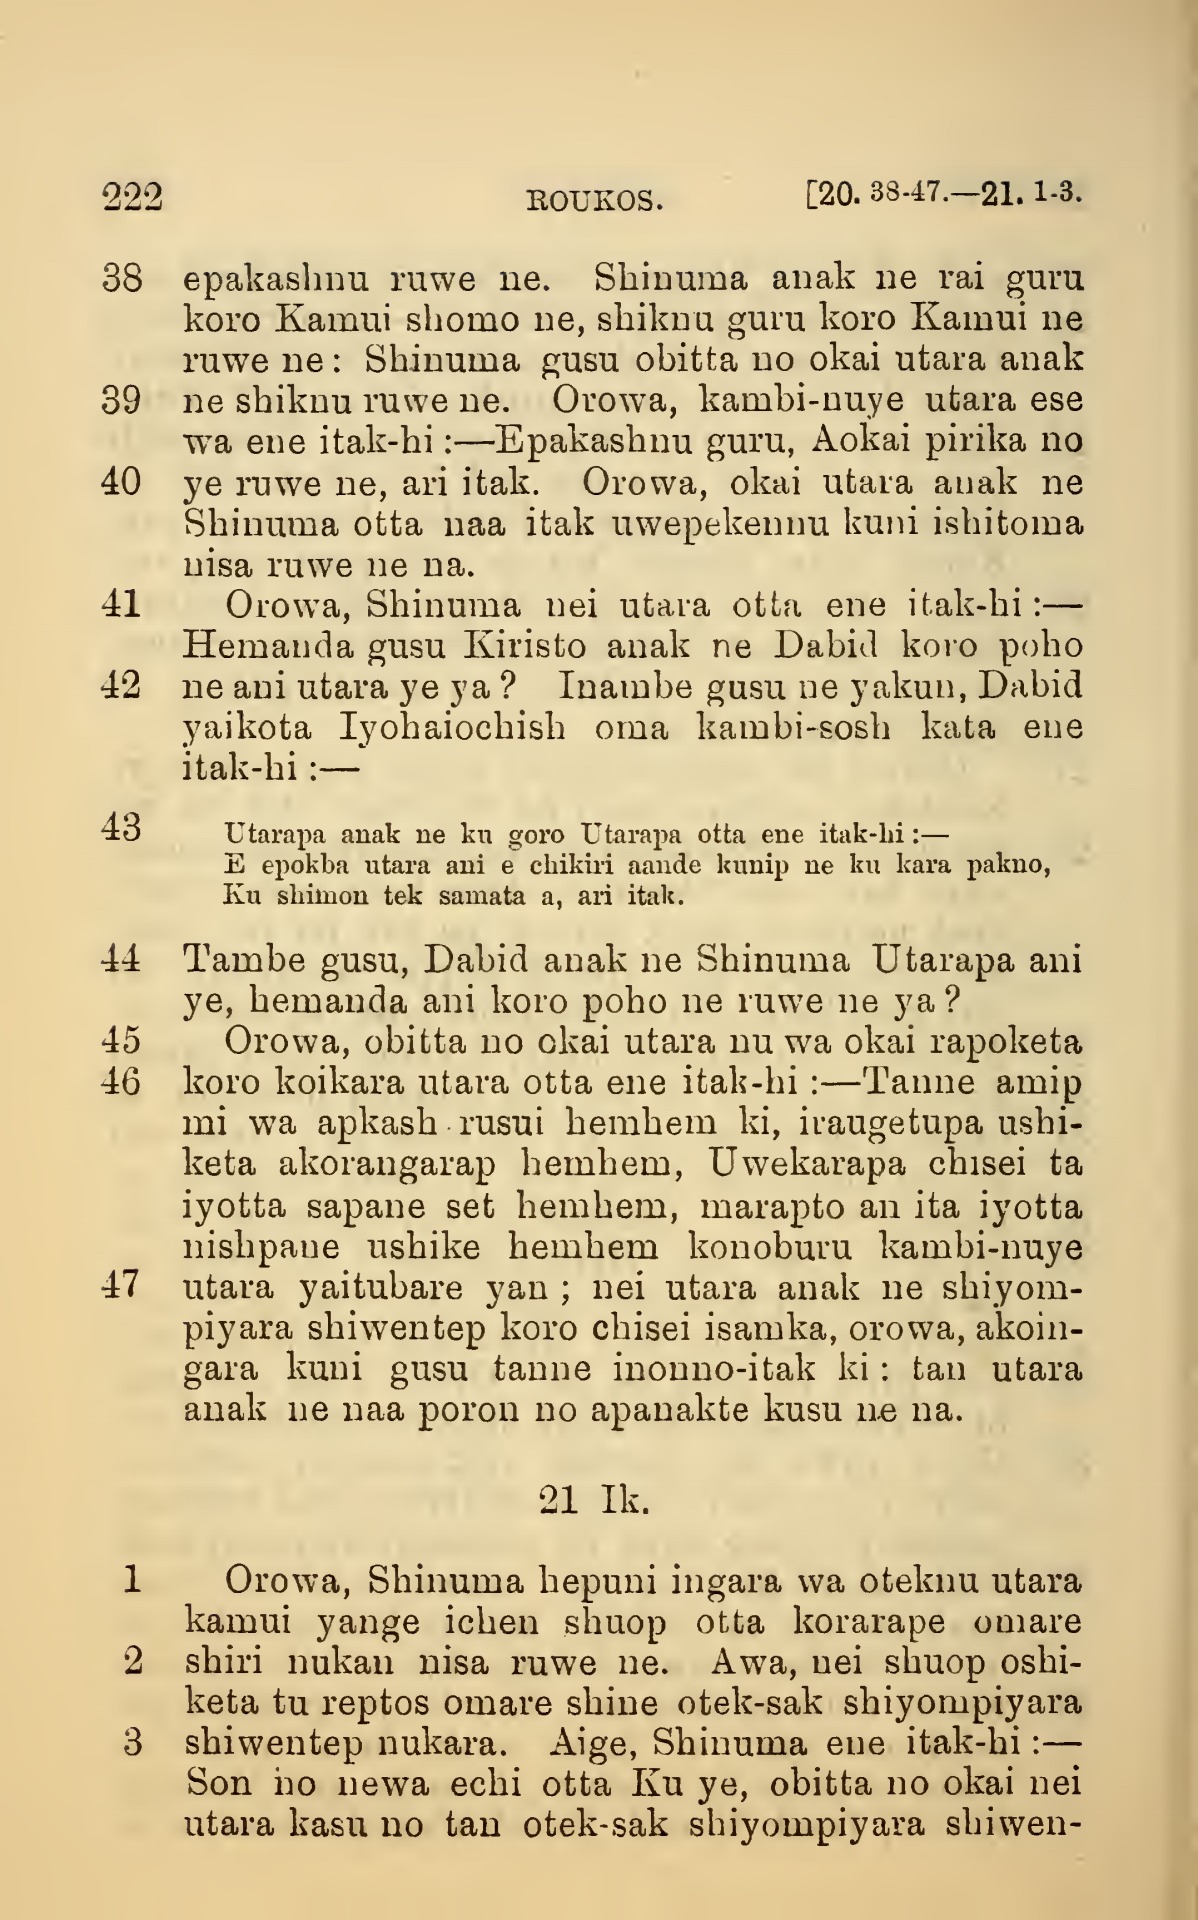 222 ROUKOS. [20. 38-47.—21. 1-3.
38 epakashnu ruwe ne. Shinuma anak ne rai guru
koro Kamui shomo ne, shiknu guru koro Kamui ne
ruwe ne: Shinuma gusu obitta no okai utara anak
39 ne shiknu ruwe ne. Orowa, kambi-nuye utara ese
wa ene itak-hi:—Epakashnu guru, Aokai pirika no
40 ye ruwe ne, ari itak. Orowa, okai utara anak ne
Shinuma otta naa itak uwepekennu kuni ishitoma
nisa ruwe ne na.
41 Orowa, Shinuma nei utara otta ene itak-hi:—
Hemanda gusu Kiristo anak ne Dabid koro poho
42 ne ani utara ye ya? Inambe gusu ne yakun, Dabid
yaikota Iyohaiochish oma kambi-sosh kata ene
itak-hi:—
43 Utarapa anak ne ku goro Utarapa otta ene itak-hi:—
E epokba utara ani e chikiri aande kunip ne ku kara pakno,
Ku shimon tek samata a, ari itak.
44 Tambe gusu, Dabid anak ne Shinuma Utarapa ani
ye, hemanda ani koro poho ne ruwe ne ya?
45 Orowa, obitta no okai utara nu wa okai rapoketa
46 koro koikara utara otta ene itak-hi:—Tanne amip
mi wa apkash rusui hemhem ki, iraugetupa ushi-
keta akorangarap hemhem, Uwekarapa chisei ta
iyotta sapane set hemhem, marapto an ita iyotta
nishpane ushike hemhem konoburu kambi-nuye
47 utara yaitubare yan; nei utara anak ne shiyom-
piyara shiwentep koro chisei isamka, orowa, akoin-
gara kuni gusu tanne inonno-itak ki: tan utara
anak ne naa poron no apanakte kusu ne na.
21 Ik.
1 Orowa, Shinuma hepuni ingara wa oteknu utara
kamui yange ichen shuop otta korarape omare
2 shiri nukan nisa ruwe ne. Awa, nei shuop oshi-
keta tu reptos omare shine otek-sak shiyompiyara
3 shiwentep nukara. Aige, Shinuma ene itak-hi:—
Son no newa echi otta Ku ye, obitta no okai nei
utara kasu no tan otek-sak shiyompiyara shiwen-